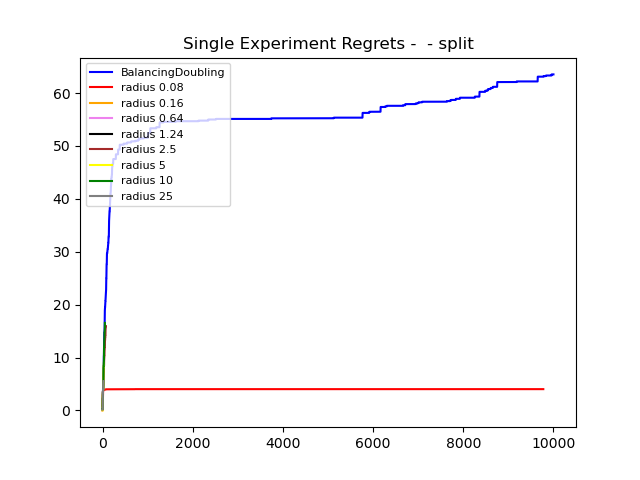 Single Experiment Regrets -  - split
BalancingDoubling
radius 0.08
radius 0.16
radius 0.64
radius 1.24
radius 2.5
radius 5
radius 10
radius 25
60
50
40
30
20
10
0
0 2000 4000 6000 8000 10000